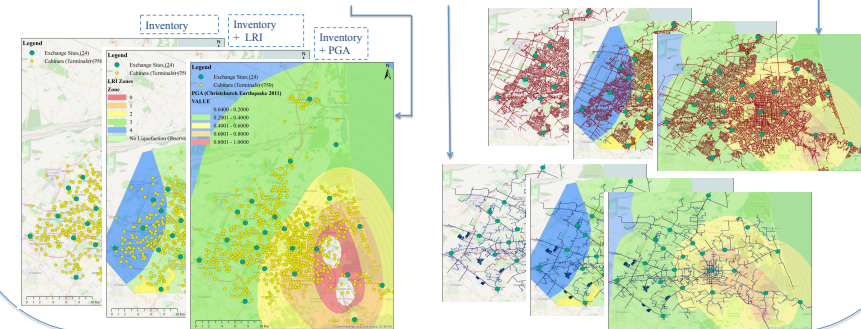 Inventory
Inventory
+ LRI
Inventory
+ PGA
Legend
Exchange Sites (24)
Cabinets (Terminals) (75
Legend
Exchange Sites (24)
Cabinets (Terminals) (75
LRI Zones
Zone
0
1
2
3
4
No Liquefaction Observa
Legend
Exchange Sites (24)
Cabinets (Terminals) (750)
PGA (Christchurch Earthquake 2011)
VALUE
0.0400 - 0.2000
0.2001 - 0.4000
0.4001 - 0.6000
0.6001 - 0.8000
0.8001 - 1.0000
N